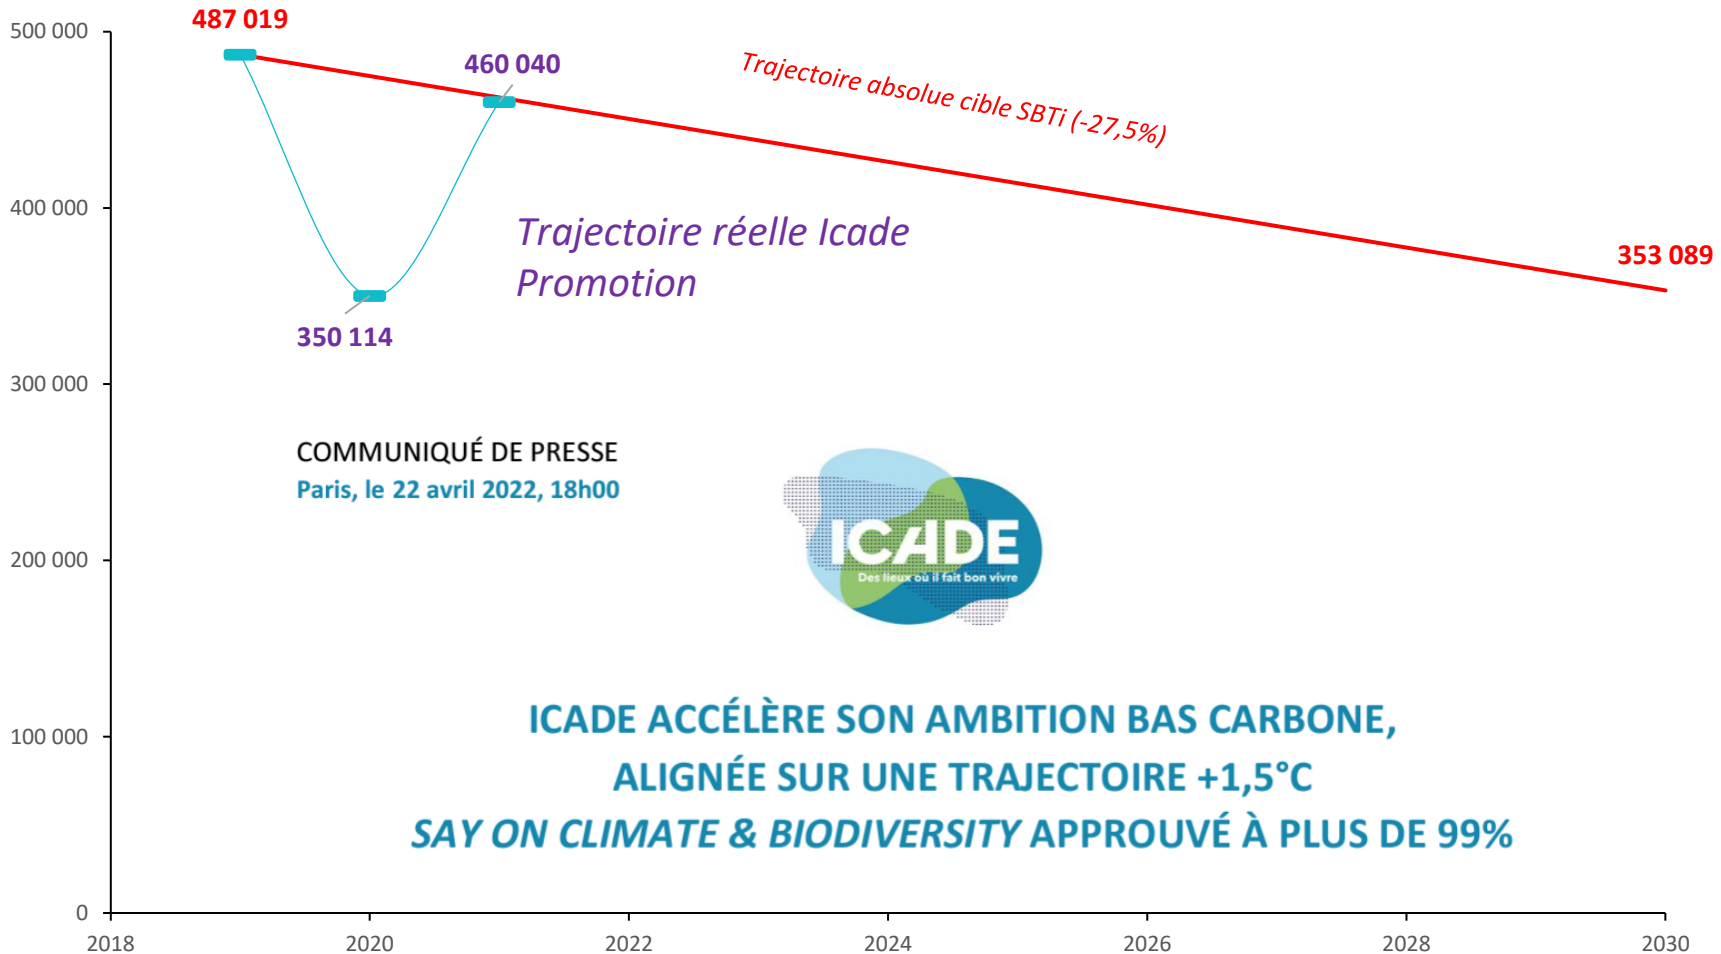 487 019
500 000
460 040
Trajectoire absolue cible SBTi (-27,5%)
400 000
Trajectoire réelle Icade
Promotion
353 089
350 114
300 000
COMMUNIQUÉ DE PRESSE
Paris, le 22 avril 2022, 18h00
ICADE
Des lieux où il fait bon vivre
200 000
ICADE ACCÉLÈRE SON AMBITION BAS CARBONE,
100 000
ALIGNÉE SUR UNE TRAJECTOIRE +1,5°C
SAY ON CLIMATE & BIODIVERSITY APPROUVÉ À PLUS DE 99%
0
2018 2020 2022 2024 2026 2028 2030